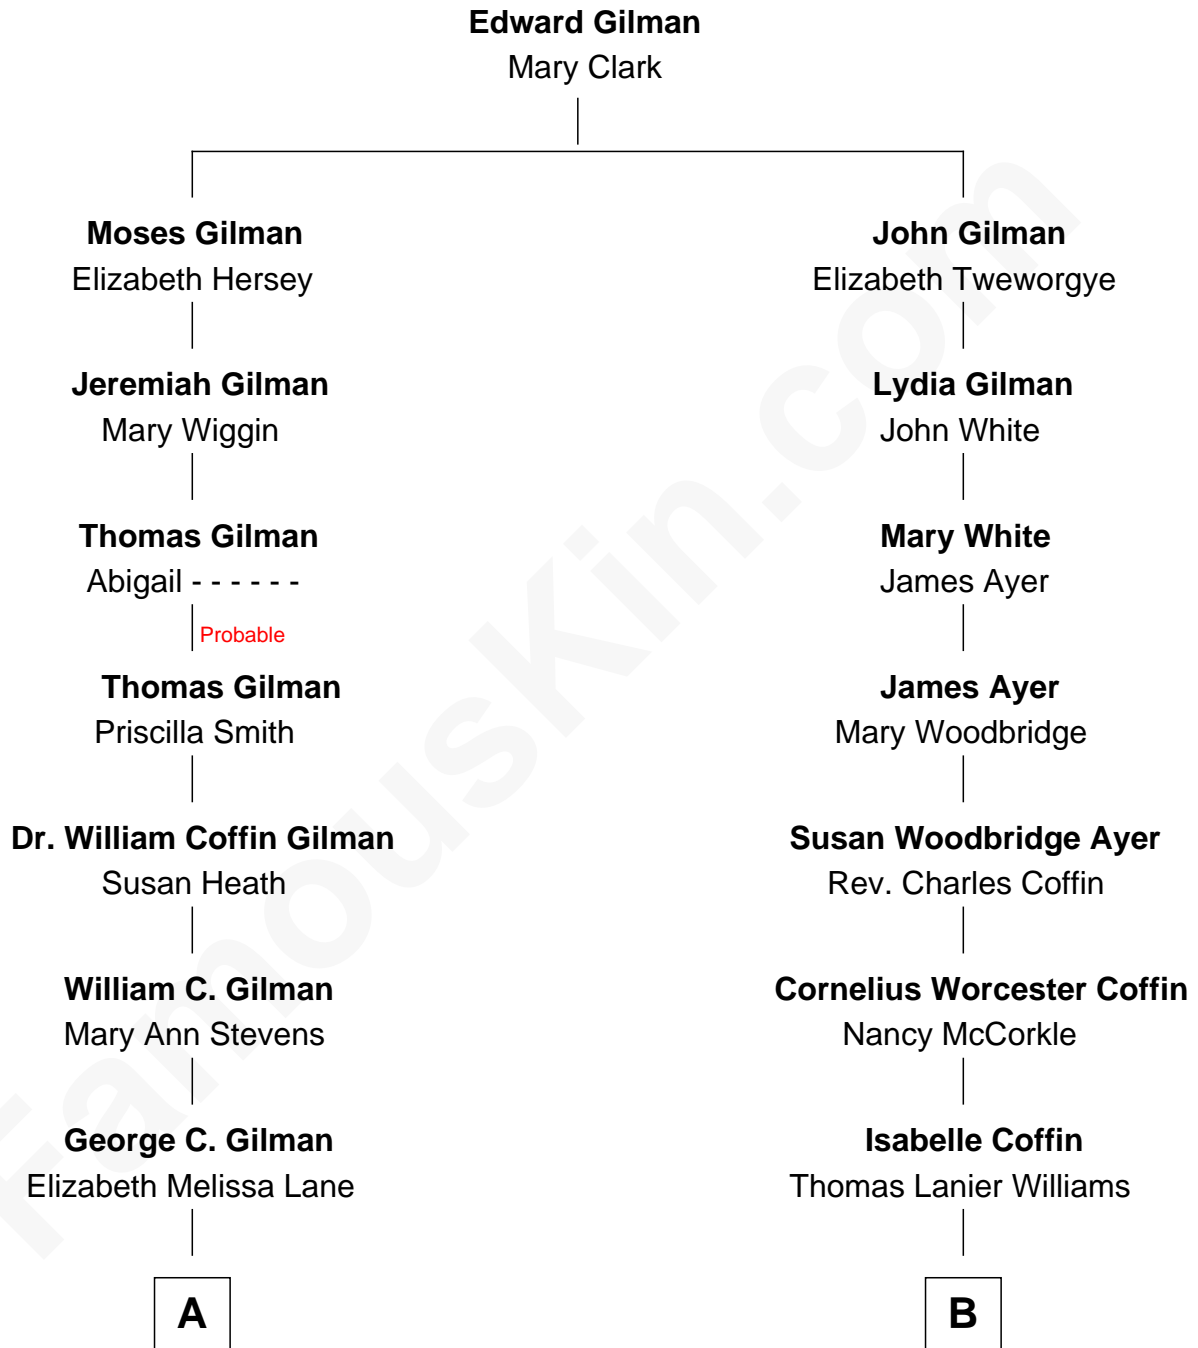 Edward Gilman
Mary Clark
Moses Gilman
Elizabeth Hersey
John Gilman
Elizabeth Tweworgye
Jeremiah Gilman
Mary Wiggin
Lydia Gilman
John White
Thomas Gilman
Abigail - - - - - -
Mary White
James Ayer
Probable
Thomas Gilman
Priscilla Smith
James Ayer
Mary Woodbridge
Dr. William Coffin Gilman
Susan Heath
Susan Woodbridge Ayer
Rev. Charles Coffin
William C. Gilman
Mary Ann Stevens
Cornelius Worcester Coffin
Nancy McCorkle
George C. Gilman
Elizabeth Melissa Lane
Isabelle Coffin
Thomas Lanier Williams
A
B
FamousKin.com